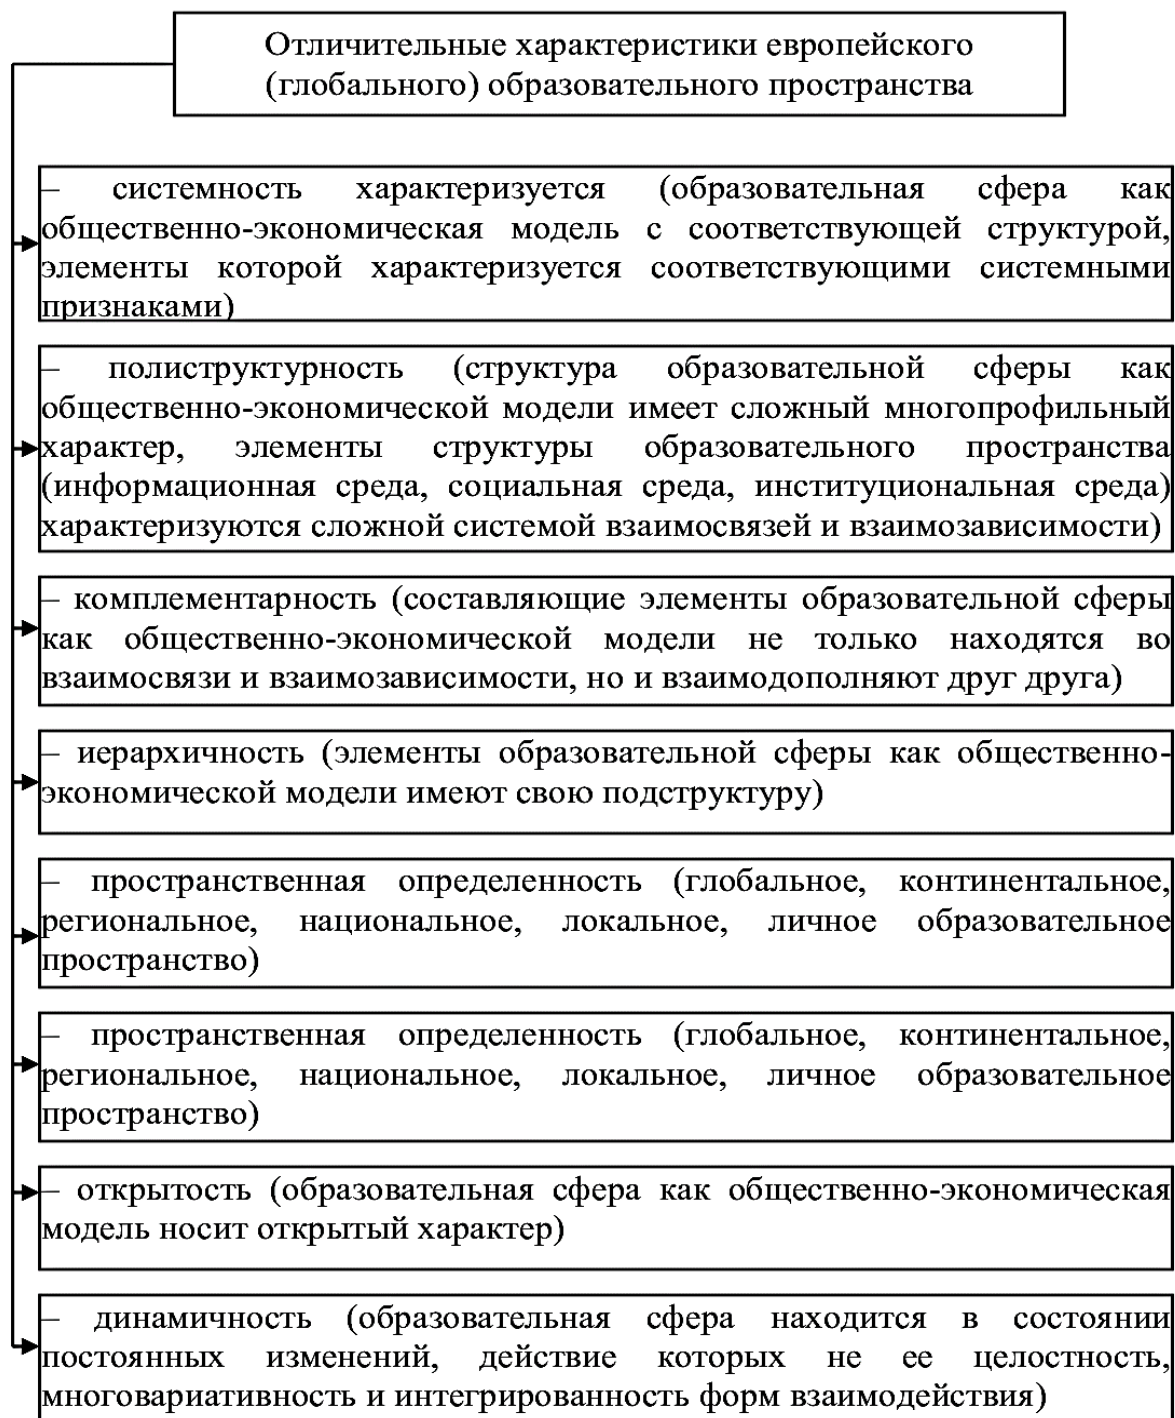 Отличительные характеристики европейского
(глобального) образовательного пространства
– системность характеризуется (образовательная сфера как
общественно-экономическая модель с соответствующей структурой,
элементы которой характеризуется соответствующими системными
признаками)
– полиструктурность (структура образовательной сферы как
общественно-экономической модели имеет сложный многопрофильный
характер, элементы структуры образовательного пространства
(информационная среда, социальная среда, институциональная среда)
характеризуются сложной системой взаимосвязей и взаимозависимости)
– комплементарность (составляющие элементы образовательной сферы
как общественно-экономической модели не только находятся во
взаимосвязи и взаимозависимости, но и взаимодополняют друг друга)
– иерархичность (элементы образовательной сферы как общественно-
экономической модели имеют свою подструктуру)
– пространственная определенность (глобальное, континентальное,
региональное, национальное, локальное, личное образовательное
пространство)
– пространственная определенность (глобальное, континентальное,
региональное, национальное, локальное, личное образовательное
пространство)
– открытость (образовательная сфера как общественно-экономическая
модель носит открытый характер)
– динамичность (образовательная сфера находится в состоянии
постоянных изменений, действие которых не ее целостность,
многовариативность и интегрированность форм взаимодействия)